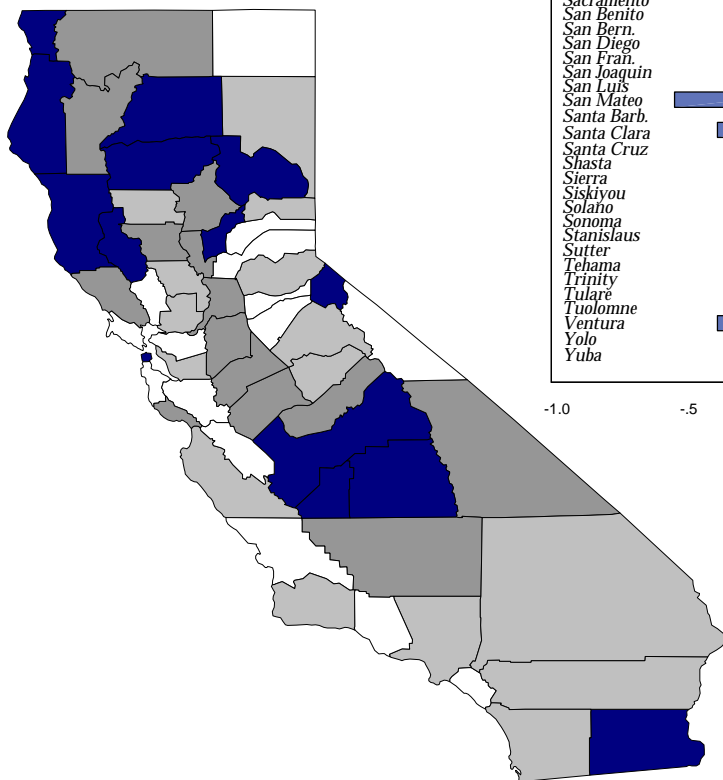 Sacramento
San Benito
San Bern.
San Diego
San Fran.
San Joaquin
San Luis
San Mateo
Santa Barb.
Santa Clara
Santa Cruz
Shasta
Sierra
Siskiyou
Solano
Sonoma
Stanislaus
Sutter
Tehama
Trinity
Tulare
Tuolomne
Ventura
Yolo
Yuba
-1.0 -.5